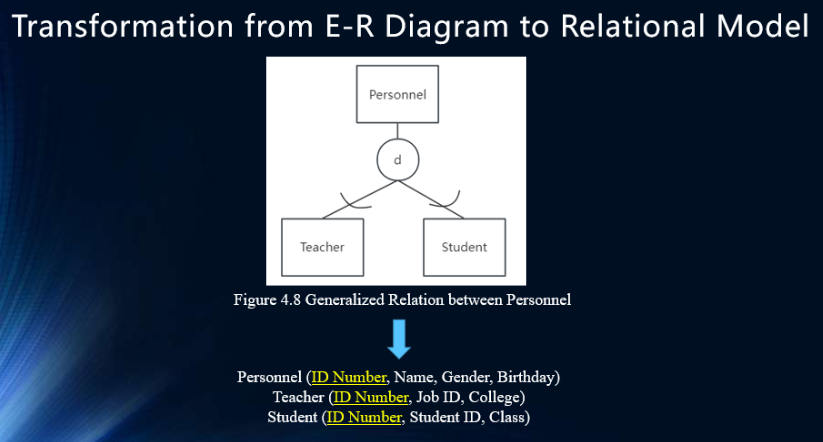 Transformation from E-R Diagram to Relational Model
Personnel
d
Teacher
Student
Figure 4.8 Generalized Relation between Personnel
Personnel (ID Number, Name, Gender, Birthday)
Teacher (ID Number, Job ID, College)
Student (ID Number, Student ID, Class)